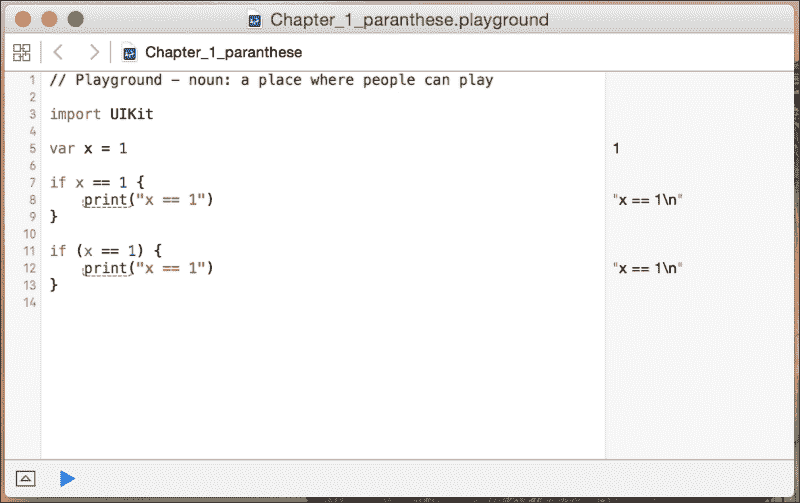 Chapter_1_paranthese.playground
Chapter_1_paranthese
1 // Playground - noun: a place where people can play
2
3 import UIKit
4
5 var x = 1 1
6
7 if x == 1 {
8 print("x == 1") "x == 1\n"
9 }
10
11 if (x == 1) {
12 print("x == 1") "x == 1\n"
13 }
14